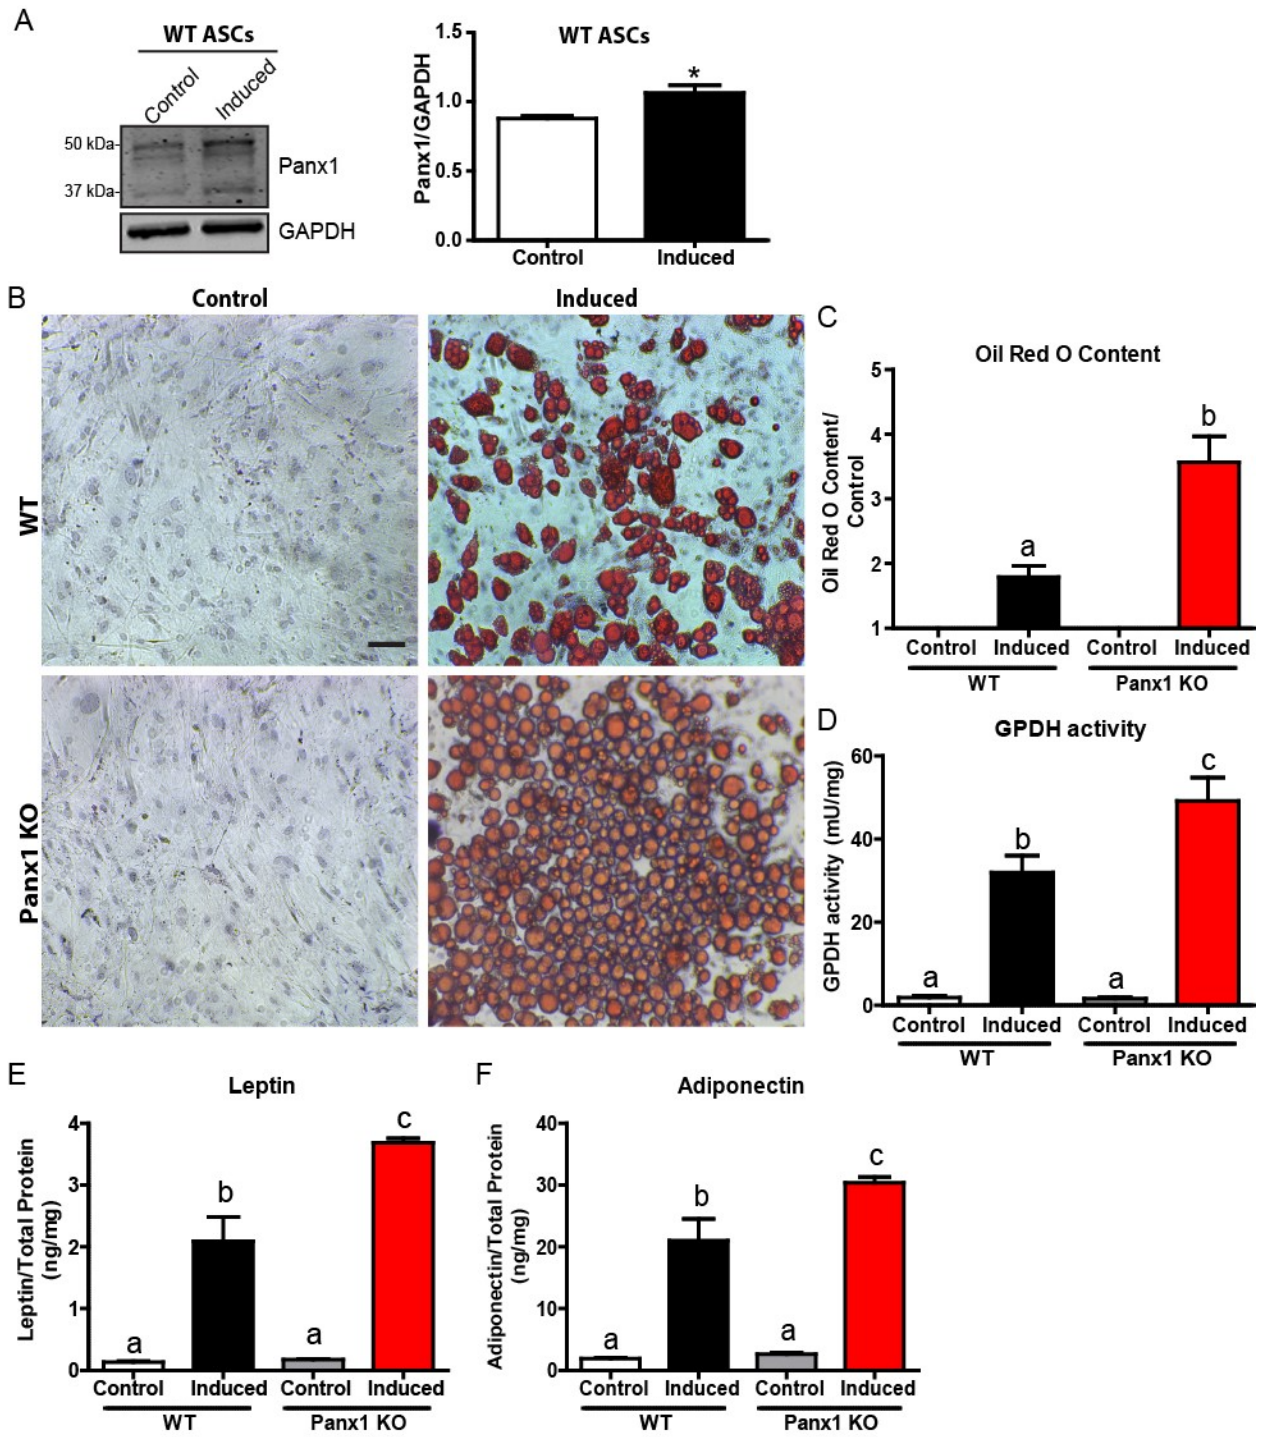 A
WT ASCs
Control
Induced
50 kDa-
37 kDa-
Panx1
GAPDH
WT ASCs
Panx1/GAPDH
1.5
1.0
0.5
0.0
*
Control
Induced
B
Control
Induced
WT
Panx1 KO
C
Oil Red O Content
Oil Red O Content/
Control
5
4
3
2
1
a
b
Control Induced Control Induced
WT Panx1 KO
D
GPDH activity
GPDH activity (mU/mg)
60
40
20
0
a
b
a
c
Control Induced Control Induced
WT Panx1 KO
E
Leptin
Leptin/Total Protein
(ng/mg)
4
3
2
1
0
a
b
a
c
Control Induced Control Induced
WT Panx1 KO
F
Adiponectin
Adiponectin/Total Protein
(ng/mg)
40
30
20
10
0
a
b
a
c
Control Induced Control Induced
WT Panx1 KO